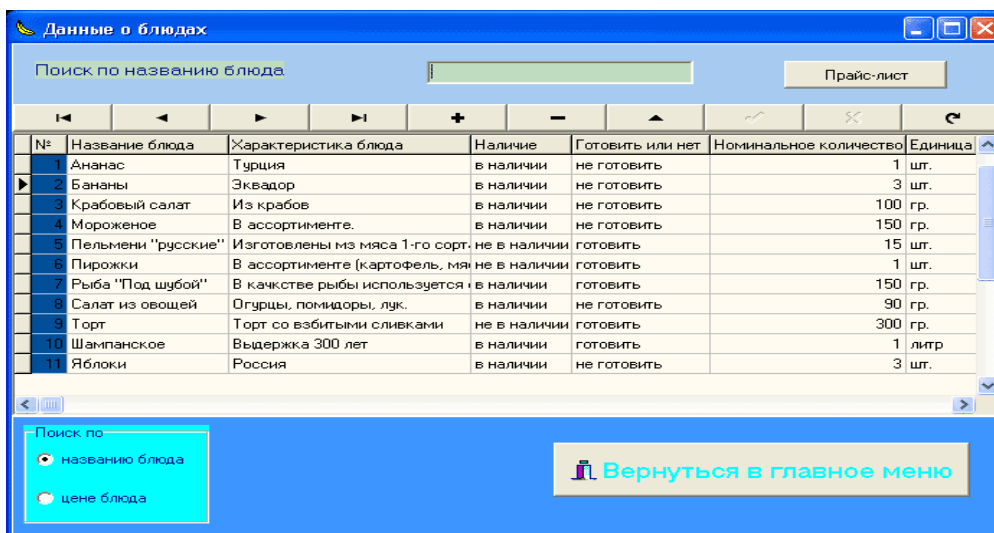 Данные о блюдах
Поиск по названию блюда Прайс-лист
№ Название блюда Характеристика блюда Наличие Готовить или нет Номинальное количество Единица
1 Ананас Турция в наличии не готовить 1 шт.
2 Бананы Эквадор в наличии не готовить 3 шт.
3 Крабовый салат Из крабов в наличии не готовить 100 гр.
4 Мороженое В ассортименте. в наличии не готовить 150 гр.
5 Пельмени "русские" Изготовлены мз мяса 1-го сорт не в наличии готовить 15 шт.
6 Пирожки В ассортименте (картофель, мя не в наличии готовить 1 шт.
7 Рыба "Под шубой" В качкстве рыбы используется в наличии готовить 150 гр.
8 Салат из овощей Огурцы, помидоры, лук. в наличии не готовить 90 гр.
9 Торт Торт со взбитыми сливками не в наличии готовить 300 гр.
10 Шампанское Выдержка 300 лет в наличии готовить 1 литр
11 Яблоки Россия в наличии не готовить 3 шт.
Поиск по
названию блюда
цене блюда
Вернуться в главное меню